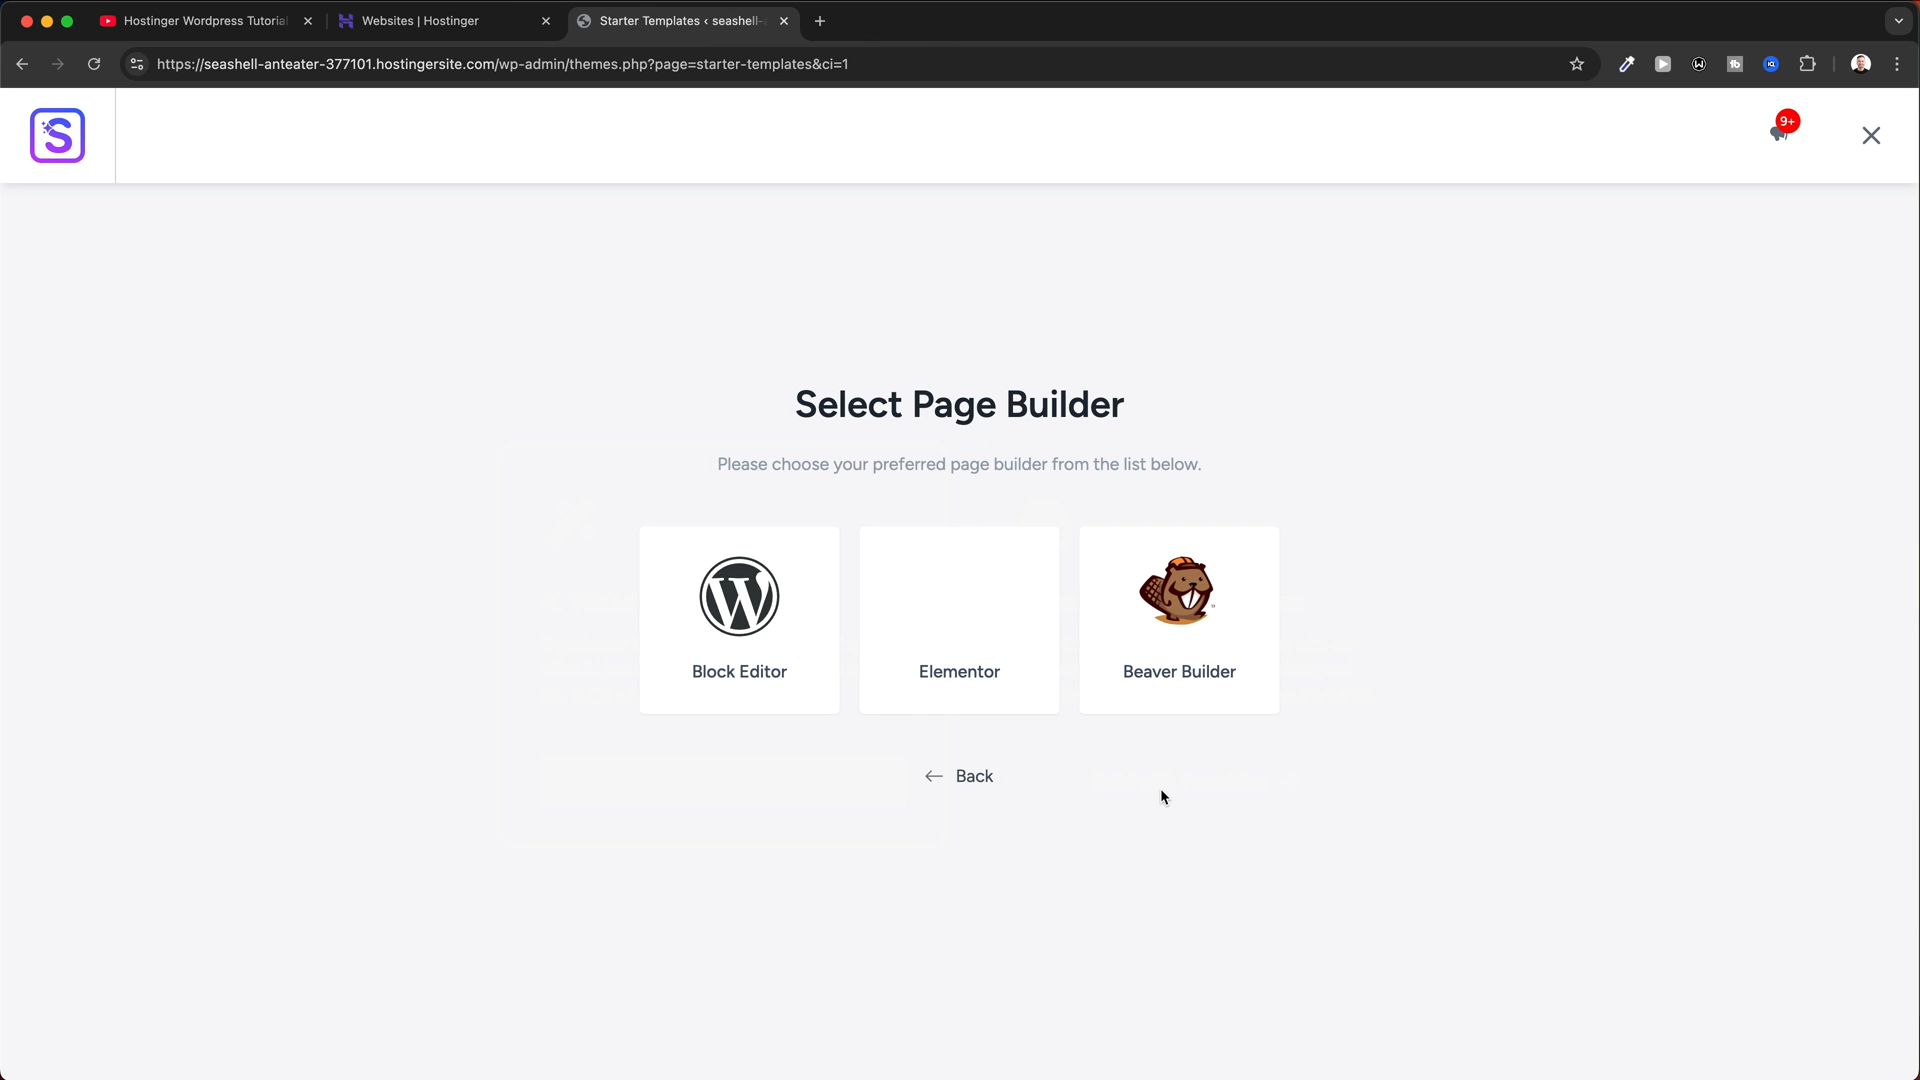 Hostinger Wordpress Tutorial
Websites | Hostinger
Starter Templates ‹ seashell-
https://seashell-anteater-377101.hostingersite.com/wp-admin/themes.php?page=starter-templates&ci=1
S
9+
Select Page Builder
Please choose your preferred page builder from the list below.
Block Editor
Elementor
Beaver Builder
← Back